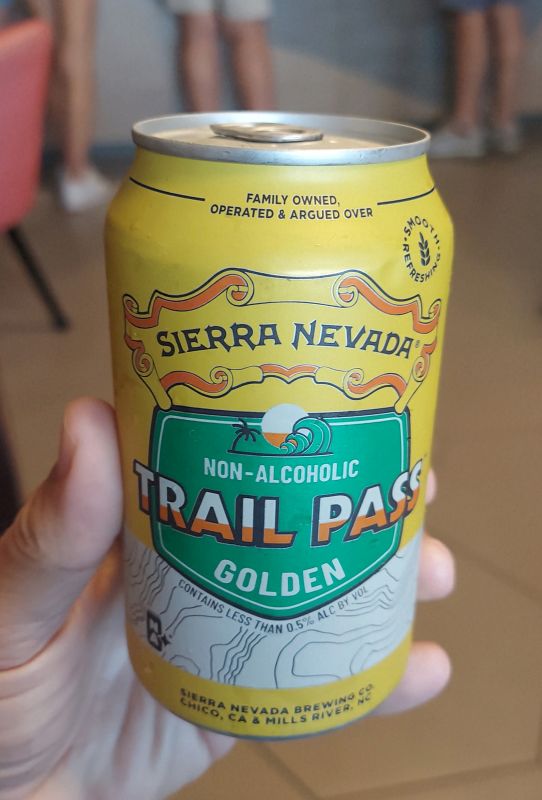 FAMILY OWNED,
OPERATED & ARGUED OVER
SMOOTH
REFRESHING
SIERRA NEVADA®
NON-ALCOHOLIC
TRAIL PASS
GOLDEN
CONTAINS LESS THAN 0.5% ALC BY VOL
SIERRA NEVADA BREWING CO.
CHICO, CA & MILLS RIVER, NC